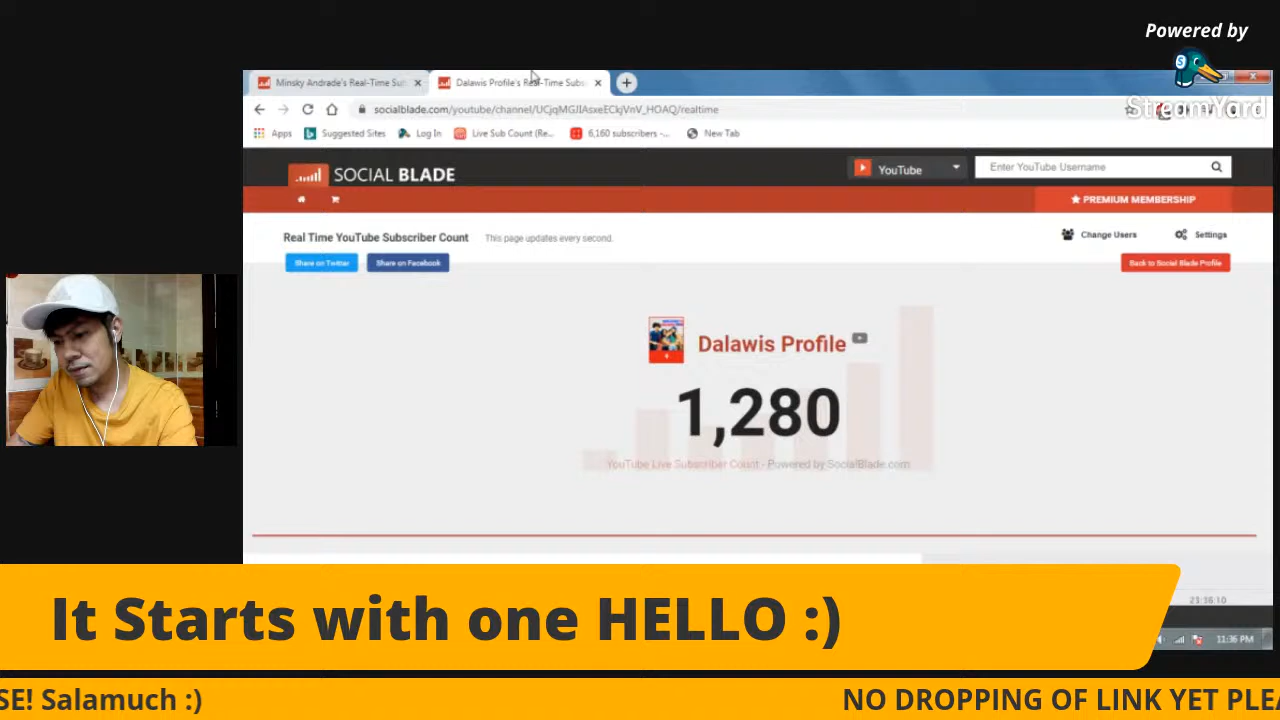 Powered by
StreamYard
Minsky Andrade's Real-Time Sub
Dalawis Profile's Real-Time Subs
socialblade.com/youtube/channel/UCjqMGJIAsxeECkjVnV_HOAQ/realtime
Apps
Suggested Sites
Log In
Live Sub Count (Re...
6,160 subscribers -...
New Tab
SOCIAL BLADE
YouTube
Enter YouTube Username
PREMIUM MEMBERSHIP
Real Time YouTube Subscriber Count
This page updates every second.
Change Users
Settings
Share on Twitter
Share on Facebook
Back to Social Blade Profile
Dalawis Profile
1,280
YouTube Live Subscriber Count - Powered by SocialBlade.com
21:36:10
11:36 PM
It Starts with one HELLO :)
SE! Salamuch :)
NO DROPPING OF LINK YET PLEA